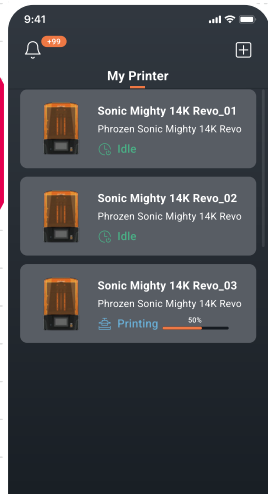 9:41
+99
My Printer
Sonic Mighty 14K Revo_01
Phrozen Sonic Mighty 14K Revo
Idle
Sonic Mighty 14K Revo_02
Phrozen Sonic Mighty 14K Revo
Idle
Sonic Mighty 14K Revo_03
Phrozen Sonic Mighty 14K Revo
Printing 50%